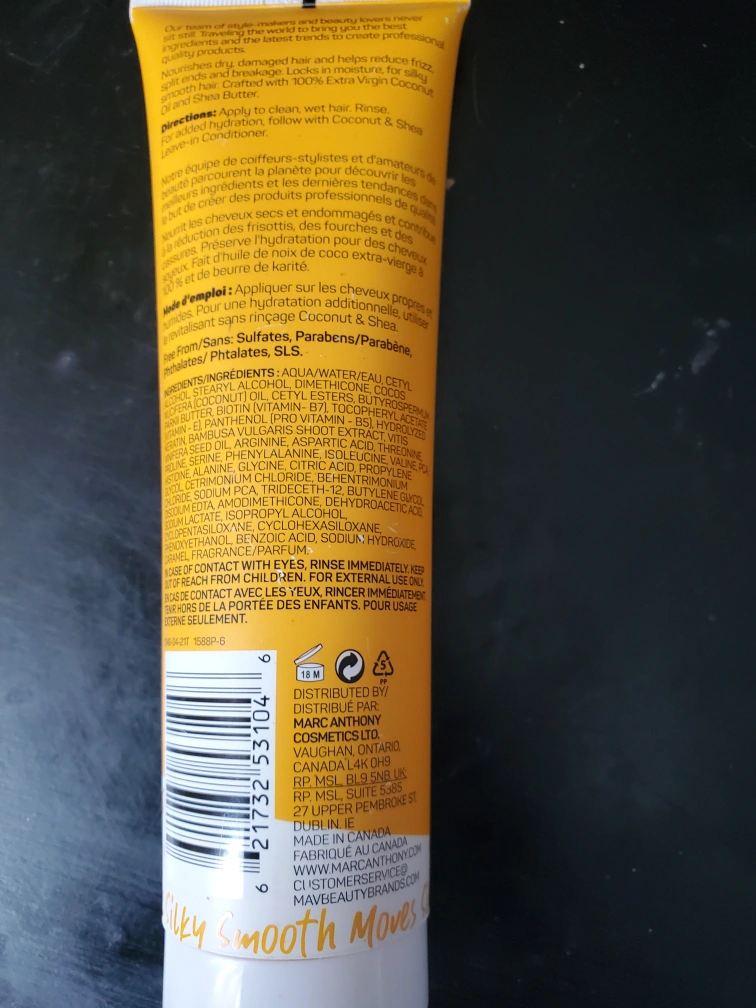 Our team of style-makers and beauty lovers never
sit still. Traveling the world to bring you the best
ingredients and the latest trends to create professional
quality products.
Nourishes dry, damaged hair and helps reduce frizz,
split ends and breakage. Locks in moisture, for silky
smooth hair. Crafted with 100% Extra Virgin Coconut
Oil and Shea Butter.
Directions: Apply to clean, wet hair. Rinse.
For added hydration, follow with Coconut & Shea
Leave-in Conditioner.
Notre équipe de coiffeurs-stylistes et d'amateurs de
beauté parcourent la planète pour découvrir les
meilleurs ingrédients et les dernières tendances dans
le but de créer des produits professionnels de qualité
Nourrit les cheveux secs et endommagés et contribue
à la réduction des frisottis, des fourches et des
cassures. Préserve l'hydratation pour des cheveux
soyeux. Fait d'huile de noix de coco extra-vierge à
100 % et de beurre de karité.
Mode d'emploi : Appliquer sur les cheveux propres et
humides. Pour une hydratation additionnelle, utiliser
le revitalisant sans rinçage Coconut & Shea.
Free From/Sans: Sulfates, Parabens/Parabène,
Phthalates/ Phtalates, SLS.
INGREDIENTS/INGRÉDIENTS : AQUA/WATER/EAU, CETYL
ALCOHOL, STEARYL ALCOHOL, DIMETHICONE, COCOS
NUCIFERA (COCONUT) OIL, CETYL ESTERS, BUTYROSPERMUM
PARKII BUTTER, BIOTIN (VITAMIN- B7), TOCOPHERYL ACETATE
(VITAMIN - E), PANTHENOL (PRO VITAMIN - B5), HYDROLYZED
KERATIN, BAMBUSA VULGARIS SHOOT EXTRACT, VITIS
VINIFERA SEED OIL, ARGININE, ASPARTIC ACID, THREONINE,
PROLINE, SERINE, PHENYLALANINE, ISOLEUCINE, VALINE, PCA,
HISTIDINE, ALANINE, GLYCINE, CITRIC ACID, PROPYLENE
GLYCOL, CETRIMONIUM CHLORIDE, BEHENTRIMONIUM
CHLORIDE, SODIUM PCA, TRIDECETH-12, BUTYLENE GLYCOL,
DISODIUM EDTA, AMODIMETHICONE, DEHYDROACETIC ACID,
SODIUM LACTATE, ISOPROPYL ALCOHOL,
CYCLOPENTASILOXANE, CYCLOHEXASILOXANE,
PHENOXYETHANOL, BENZOIC ACID, SODIUM HYDROXIDE,
CARAMEL, FRAGRANCE/PARFUM.
IN CASE OF CONTACT WITH EYES, RINSE IMMEDIATELY. KEEP
OUT OF REACH FROM CHILDREN. FOR EXTERNAL USE ONLY.
EN CAS DE CONTACT AVEC LES YEUX, RINCER IMMÉDIATEMENT.
TENIR HORS DE LA PORTÉE DES ENFANTS. POUR USAGE
EXTERNE SEULEMENT.
1588P-6
6 21732 53104 6
18 M
5
PP
DISTRIBUTED BY/
DISTRIBUÉ PAR:
MARC ANTHONY
COSMETICS LTD.
VAUGHAN, ONTARIO,
CANADA L4K 0H9
RP. MSL, BL9 5NB, UK.
RP. MSL, SUITE 5385
27 UPPER PEMBROKE ST.
DUBLIN. IE
MADE IN CANADA
FABRIQUÉ AU CANADA
WWW.MARCANTHONY.COM
CUSTOMERSERVICE@
MAVBEAUTYBRANDS.COM
Silky Smooth Moves